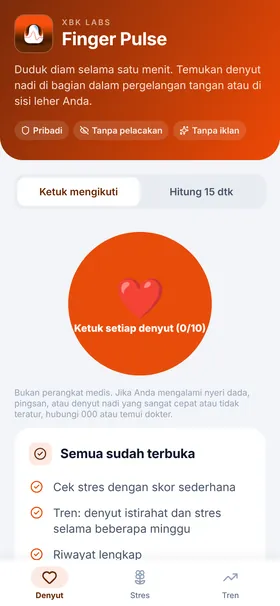 XBK LABS
Finger Pulse
Duduk diam selama satu menit. Temukan denyut
nadi di bagian dalam pergelangan tangan atau di
sisi leher Anda.
Pribadi
Tanpa pelacakan
Tanpa iklan
Ketuk mengikuti
Hitung 15 dtk
Ketuk setiap denyut (0/10)
Bukan perangkat medis. Jika Anda mengalami nyeri dada,
pingsan, atau denyut nadi yang sangat cepat atau tidak
teratur, hubungi 000 atau temui dokter.
Semua sudah terbuka
Cek stres dengan skor sederhana
Tren: denyut istirahat dan stres
selama beberapa minggu
Riwayat lengkap
Denyut
Stres
Tren